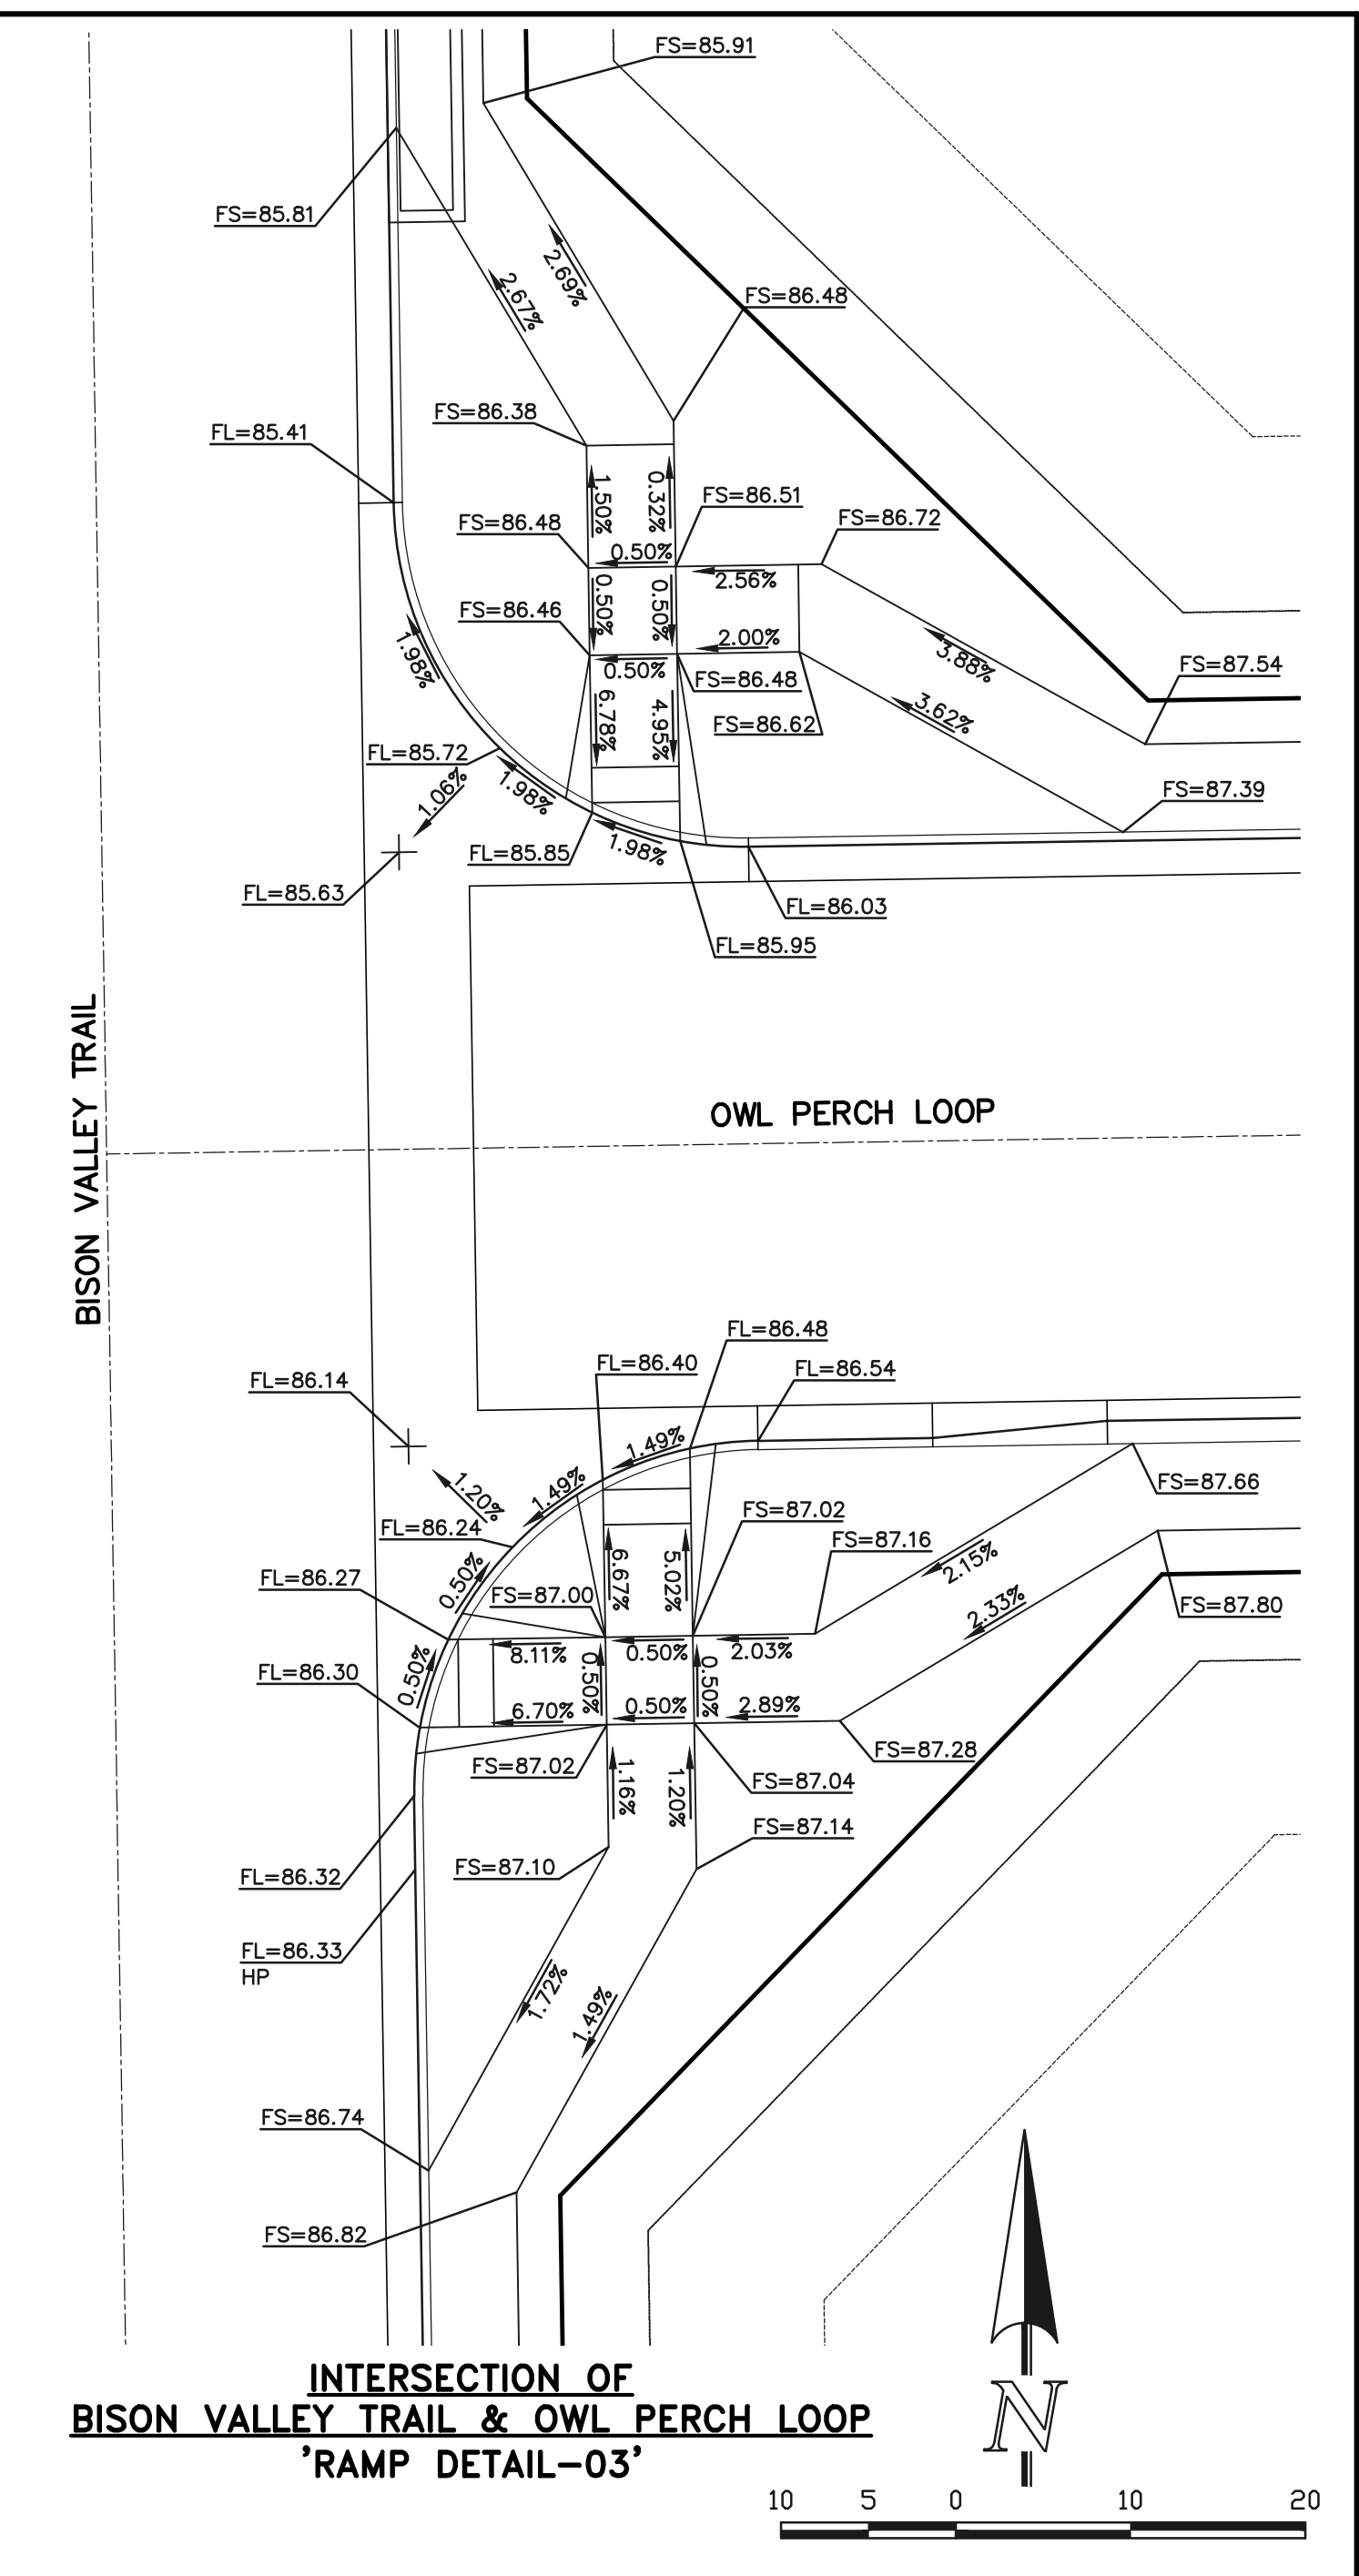 FS=85.91
FS=85.81
2.69%
2.67%
FS=86.48
FS=86.38
FL=85.41
1.50%
0.32%
FS=86.51
FS=86.48
FS=86.72
0.50%
2.56%
FS=86.46
0.50%
0.50%
2.00%
1.98%
0.50%
3.88%
FS=87.54
FS=86.48
3.62%
6.78%
4.95%
FS=86.62
FL=85.72
1.06%
1.98%
FS=87.39
1.98%
FL=85.85
FL=85.63
FL=86.03
FL=85.95
BISON VALLEY TRAIL
OWL PERCH LOOP
FL=86.48
FL=86.40
FL=86.54
FL=86.14
1.49%
1.49%
1.20%
FS=87.66
FS=87.02
FL=86.24
FS=87.16
2.15%
6.67%
5.02%
0.50%
FL=86.27
FS=87.00
2.33%
FS=87.80
8.11%
0.50%
2.03%
0.50%
0.50%
0.50%
FL=86.30
6.70%
0.50%
2.89%
FS=87.02
FS=87.28
1.16%
1.20%
FS=87.04
FS=87.14
FS=87.10
FL=86.32
FL=86.33
HP
1.72%
1.49%
FS=86.74
FS=86.82
N
INTERSECTION OF
BISON VALLEY TRAIL & OWL PERCH LOOP
'RAMP DETAIL-03'
10 5 0 10 20